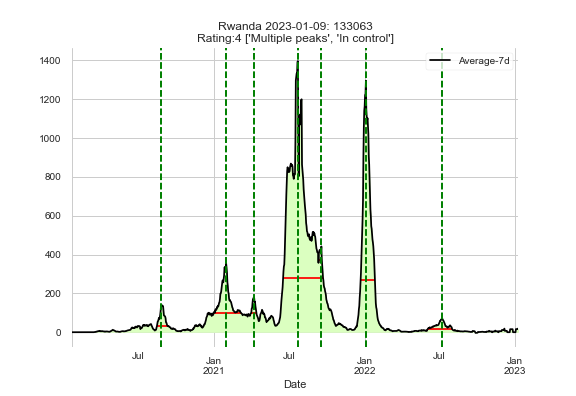 Rwanda 2023-01-09: 133063
Rating:4 ['Multiple peaks', 'In control']
Average-7d
1400
1200
1000
800
600
400
200
0
Jul
Jan
2021
Jul
Jan
2022
Jul
Jan
2023
Date